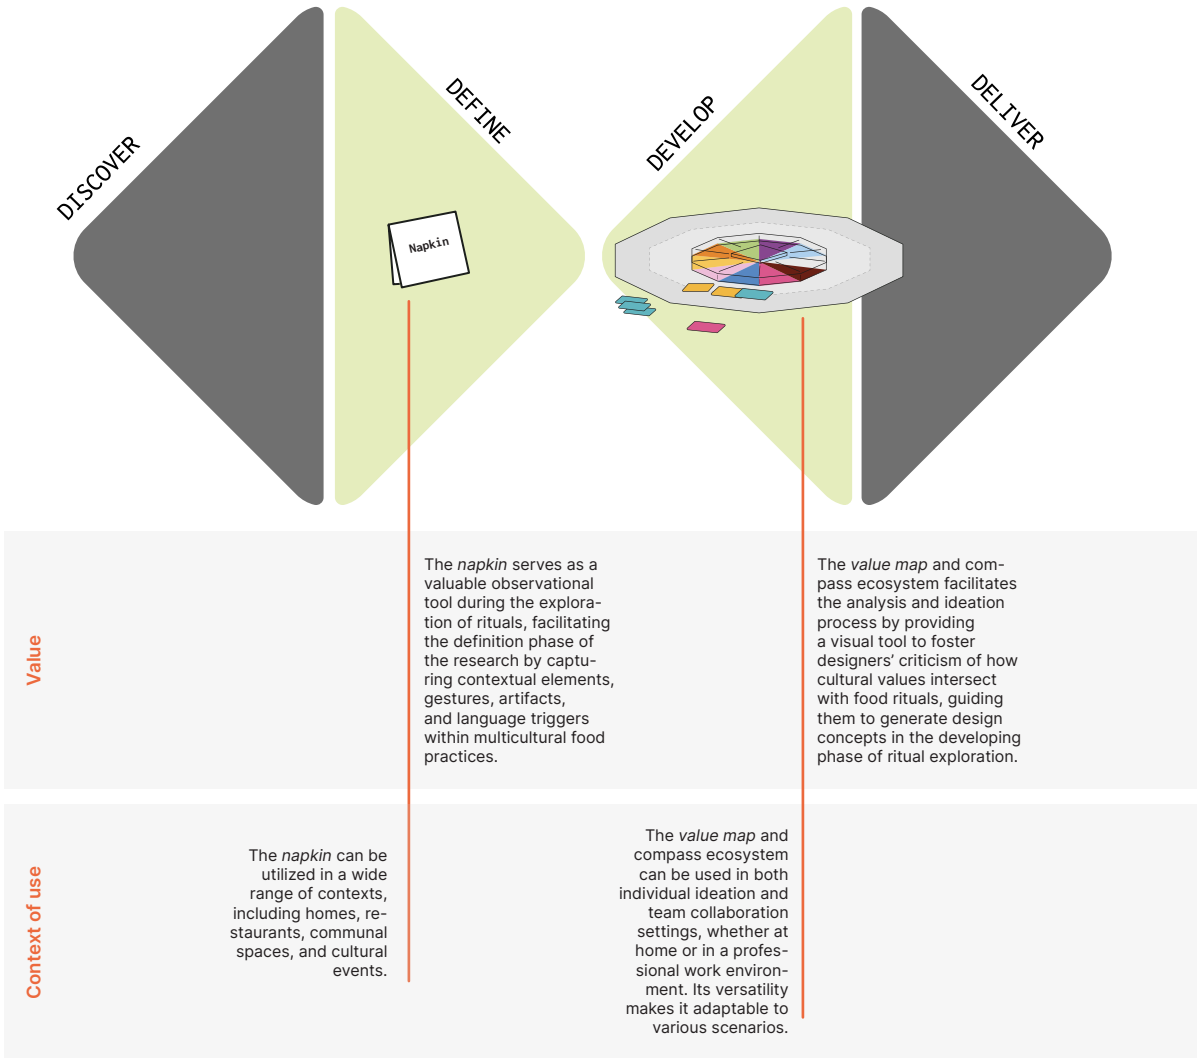 DISCOVER
DEFINE
DEVELOP
DELIVER
Napkin
Value
The napkin serves as a
valuable observational
tool during the explora-
tion of rituals, facilitating
the definition phase of
the research by captu-
ring contextual elements,
gestures, artifacts,
and language triggers
within multicultural food
practices.
The value map and com-
pass ecosystem facilitates
the analysis and ideation
process by providing
a visual tool to foster
designers’ criticism of how
cultural values intersect
with food rituals, guiding
them to generate design
concepts in the developing
phase of ritual exploration.
Context of use
The napkin can be
utilized in a wide
range of contexts,
including homes, re-
staurants, communal
spaces, and cultural
events.
The value map and
compass ecosystem
can be used in both
individual ideation and
team collaboration
settings, whether at
home or in a profes-
sional work environ-
ment. Its versatility
makes it adaptable to
various scenarios.